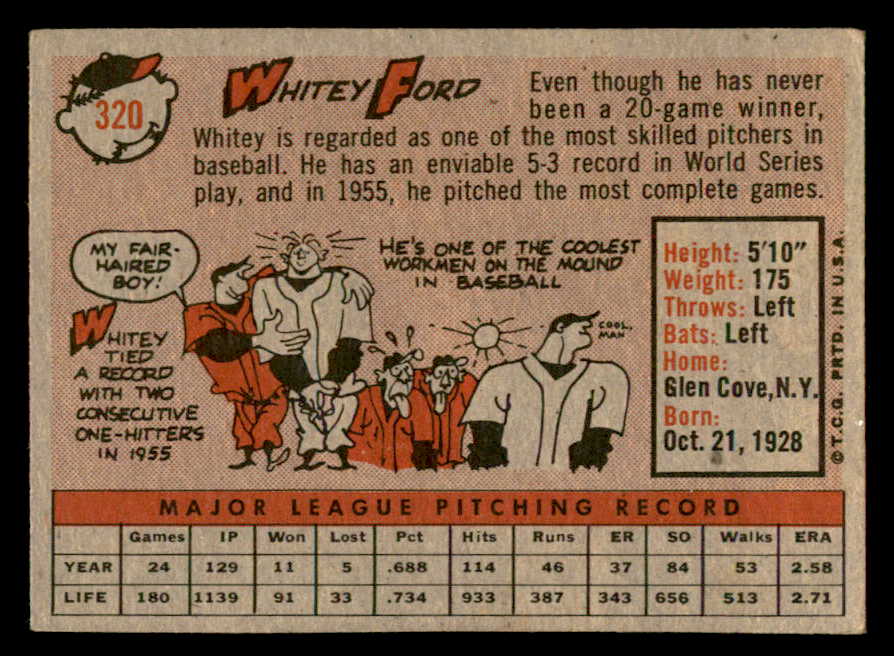 320
WHITEY FORD
Even though he has never
been a 20-game winner,
Whitey is regarded as one of the most skilled pitchers in
baseball. He has an enviable 5-3 record in World Series
play, and in 1955, he pitched the most complete games.
MY FAIR-
HAIRED
BOY!
WHITEY
TIED
A RECORD
WITH TWO
CONSECUTIVE
ONE-HITTERS
IN 1955
HE'S ONE OF THE COOLEST
WORKMEN ON THE MOUND
IN BASEBALL
COOL,
MAN
Height: 5'10"
Weight: 175
Throws: Left
Bats: Left
Home:
Glen Cove, N.Y.
Born:
Oct. 21, 1928
©T.C.G. PRTD. IN U.S.A.
MAJOR LEAGUE PITCHING RECORD
Games IP Won Lost Pct Hits Runs ER SO Walks ERA
YEAR 24 129 11 5 .688 114 46 37 84 53 2.58
LIFE 180 1139 91 33 .734 933 387 343 656 513 2.71